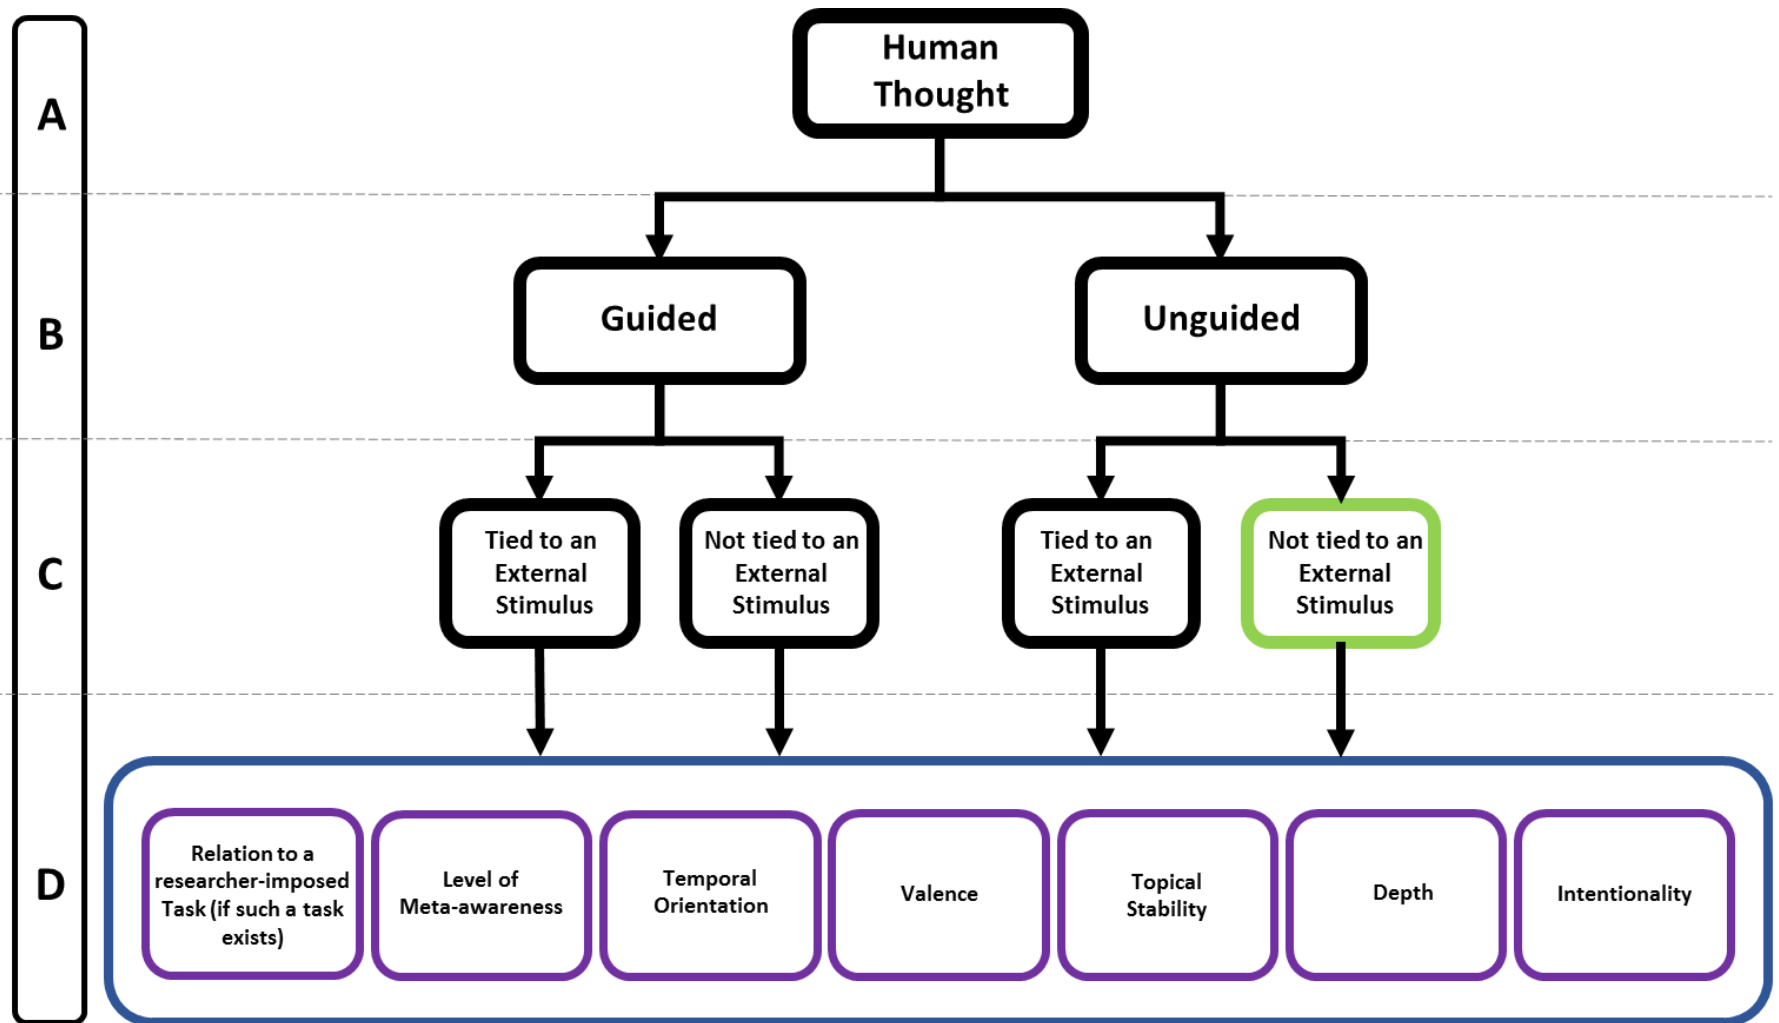 A
Human
Thought
B
Guided
Unguided
C
Tied to an
External
Stimulus
Not tied to an
External
Stimulus
Tied to an
External
Stimulus
Not tied to an
External
Stimulus
D
Relation to a
researcher-imposed
Task (if such a task
exists)
Level of
Meta-awareness
Temporal
Orientation
Valence
Topical
Stability
Depth
Intentionality